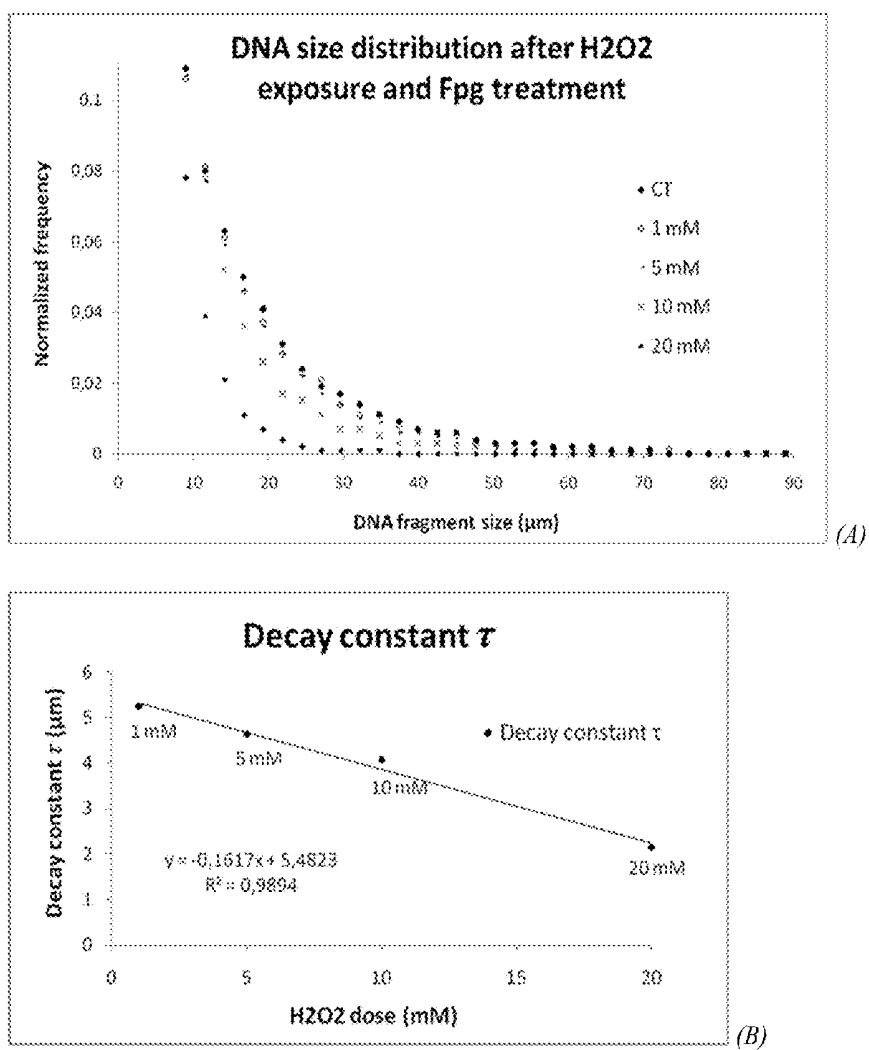 DNA size distribution after H2O2
exposure and Fpg treatment
Normalized frequency
0,1
0,08
0,06
0,04
0,02
0
CT
1 mM
5 mM
10 mM
20 mM
0 10 20 30 40 50 60 70 80 90
DNA fragment size (µm)
(A)
Decay constant τ
Decay constant τ (µm)
6
5
4
3
2
1
0
1 mM
5 mM
10 mM
20 mM
Decay constant τ
y = -0,1617x + 5,4823
R² = 0,9894
0 5 10 15 20
H2O2 dose (mM)
(B)